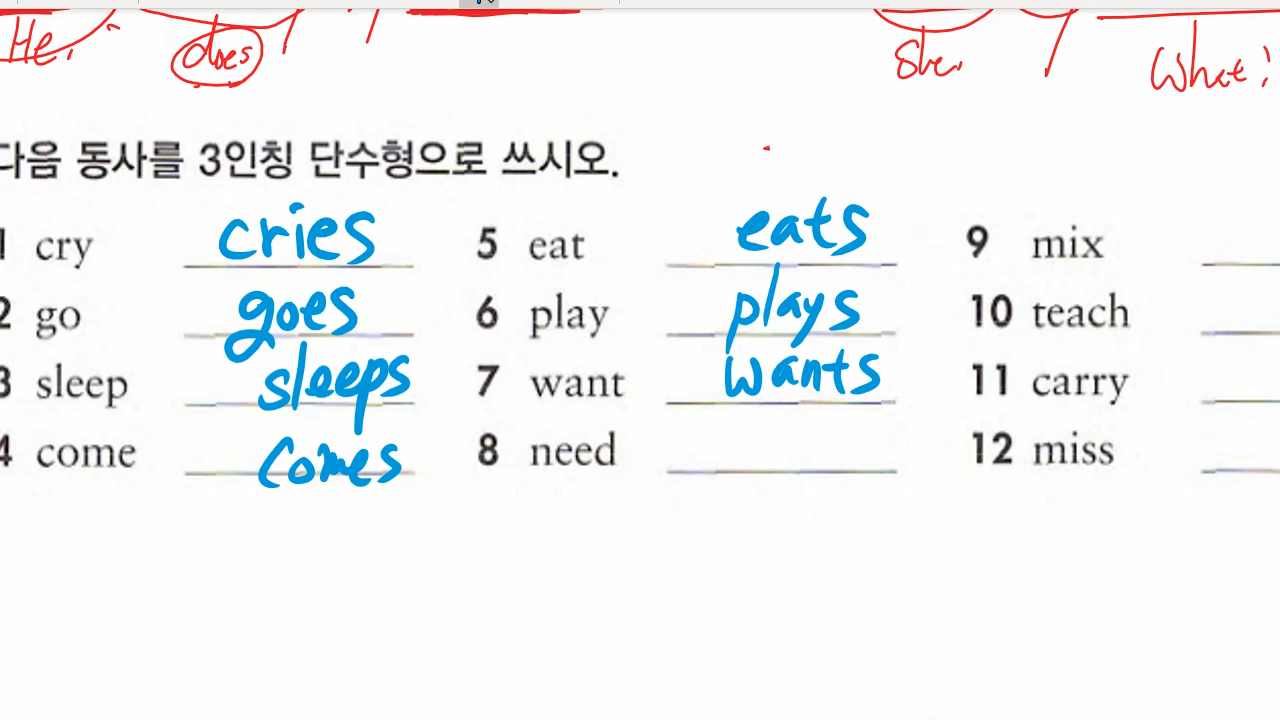 He. does She. What?
다음 동사를 3인칭 단수형으로 쓰시오.
1 cry cries 5 eat eats 9 mix
2 go goes 6 play plays 10 teach
3 sleep sleeps 7 want wants 11 carry
4 come comes 8 need 12 miss